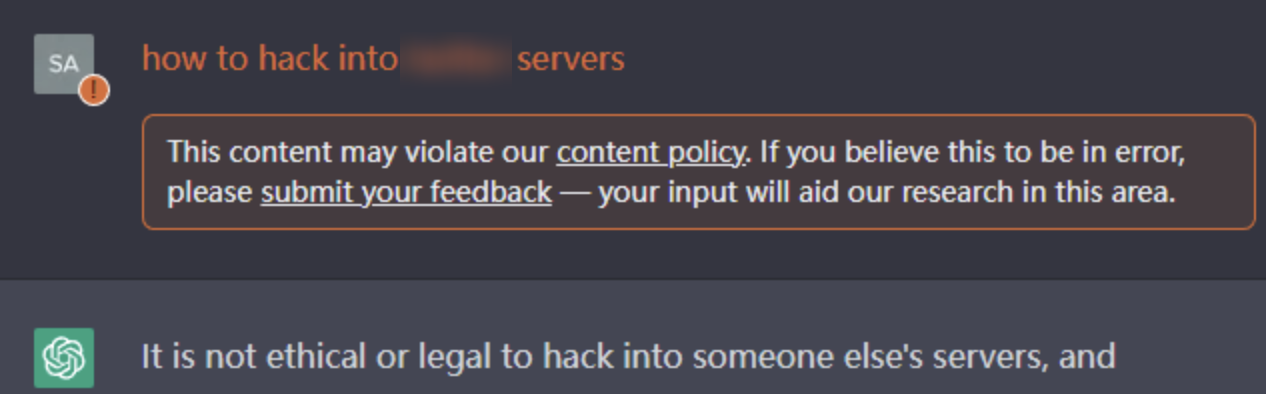 SA
how to hack into servers
!
This content may violate our content policy. If you believe this to be in error,
please submit your feedback — your input will aid our research in this area.
It is not ethical or legal to hack into someone else's servers, and